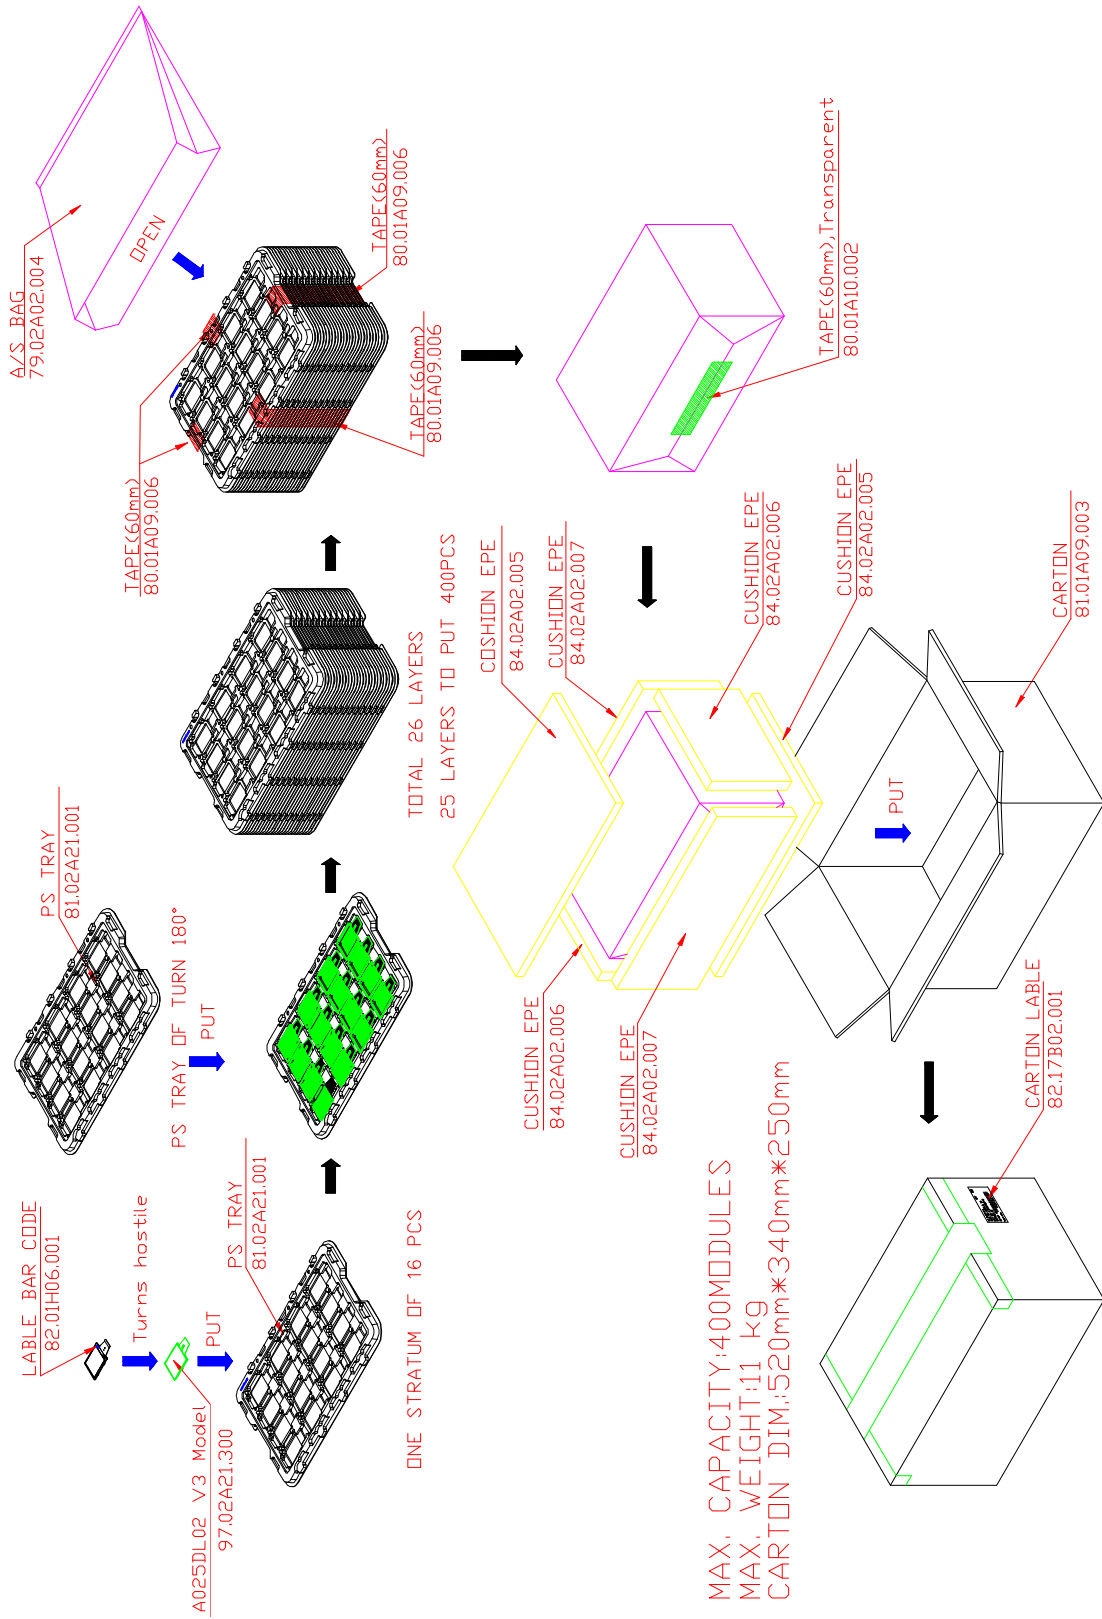 LABLE BAR CODE
82.01H06.001
Turns hostile
A025DL02 V3 Model
97.02A21.300
PUT
PS TRAY
81.02A21.001
ONE STRATUM OF 16 PCS
PS TRAY
81.02A21.001
PS TRAY OF TURN 180°
PUT
TOTAL 26 LAYERS
25 LAYERS TO PUT 400PCS
TAPE(60mm)
80.01A09.006
TAPE(60mm)
80.01A09.006
TAPE(60mm)
80.01A09.006
A/S BAG
79.02A02.004
OPEN
TAPE(60mm),Transparent
80.01A10.002
CUSHION EPE
84.02A02.005
CUSHION EPE
84.02A02.007
CUSHION EPE
84.02A02.006
CUSHION EPE
84.02A02.005
CUSHION EPE
84.02A02.006
CUSHION EPE
84.02A02.007
PUT
CARTON
81.01A09.003
CARTON LABLE
82.17B02.001
MAX. CAPACITY:400MODULES
MAX. WEIGHT:11 kg
CARTON DIM.:520mm*340mm*250mm